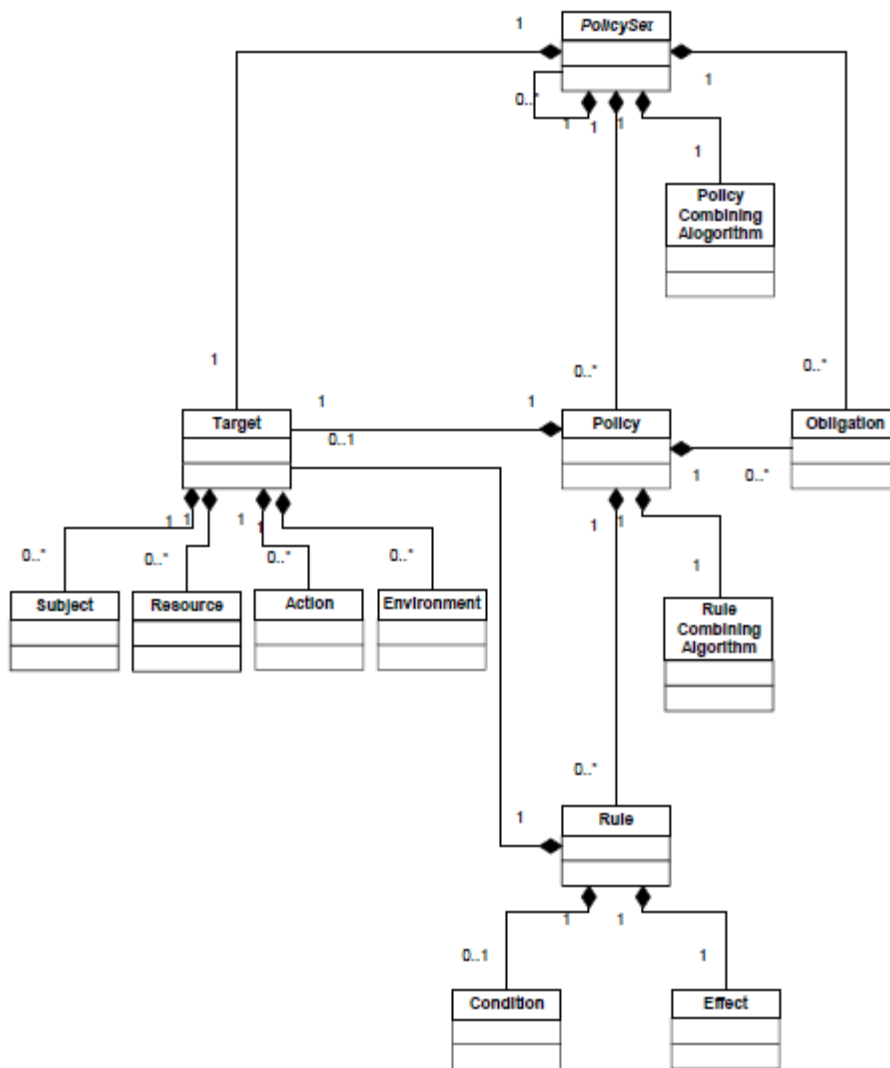 1
PolicySet
0..*
1
1
1
1
1
Policy
Combining
Alogorithm
1
0..*
0..*
1
1
0..1
Target
Policy
Obligation
1
0..*
1
1
1
1
1
1
0..*
0..*
0..*
0..*
1
Subject
Resource
Action
Environment
Rule
Combining
Algorithm
0..*
1
Rule
1
1
0..1
1
Condition
Effect